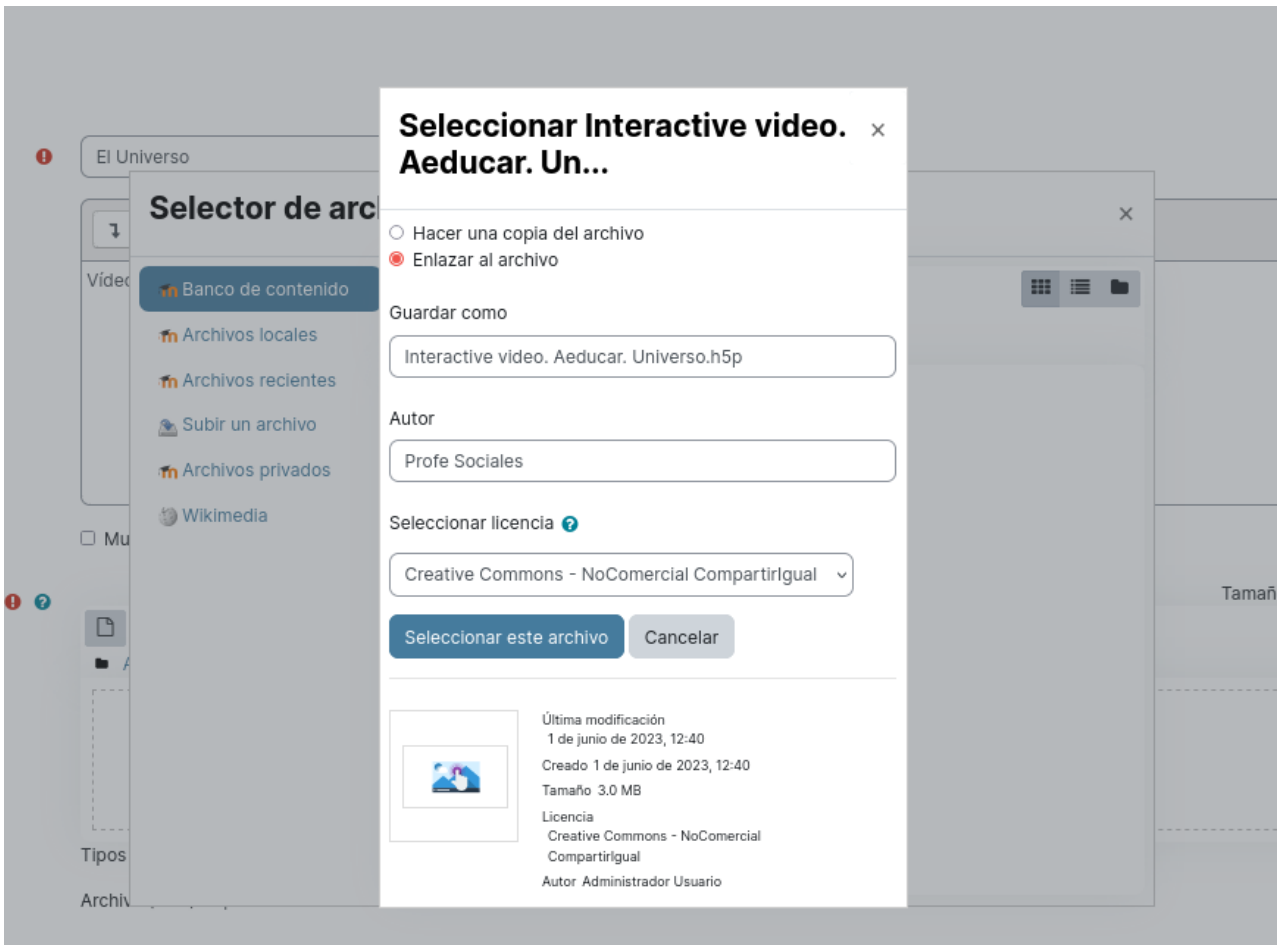 Seleccionar Interactive video.
Aeducar. Un...
×
El Universo
Selector de arc
×
Hacer una copia del archivo
Enlazar al archivo
Vídeo
Banco de contenido
Guardar como
Archivos locales
Interactive video. Aeducar. Universo.h5p
Archivos recientes
Autor
Subir un archivo
Profe Sociales
Archivos privados
Wikimedia
Seleccionar licencia
Mu
Creative Commons - NoComercial CompartirIgual
Tamañ
Seleccionar este archivo
Cancelar
Última modificación
1 de junio de 2023, 12:40
Creado 1 de junio de 2023, 12:40
Tamaño 3.0 MB
Licencia
Creative Commons - NoComercial
CompartirIgual
Tipos
Autor Administrador Usuario
Archiv